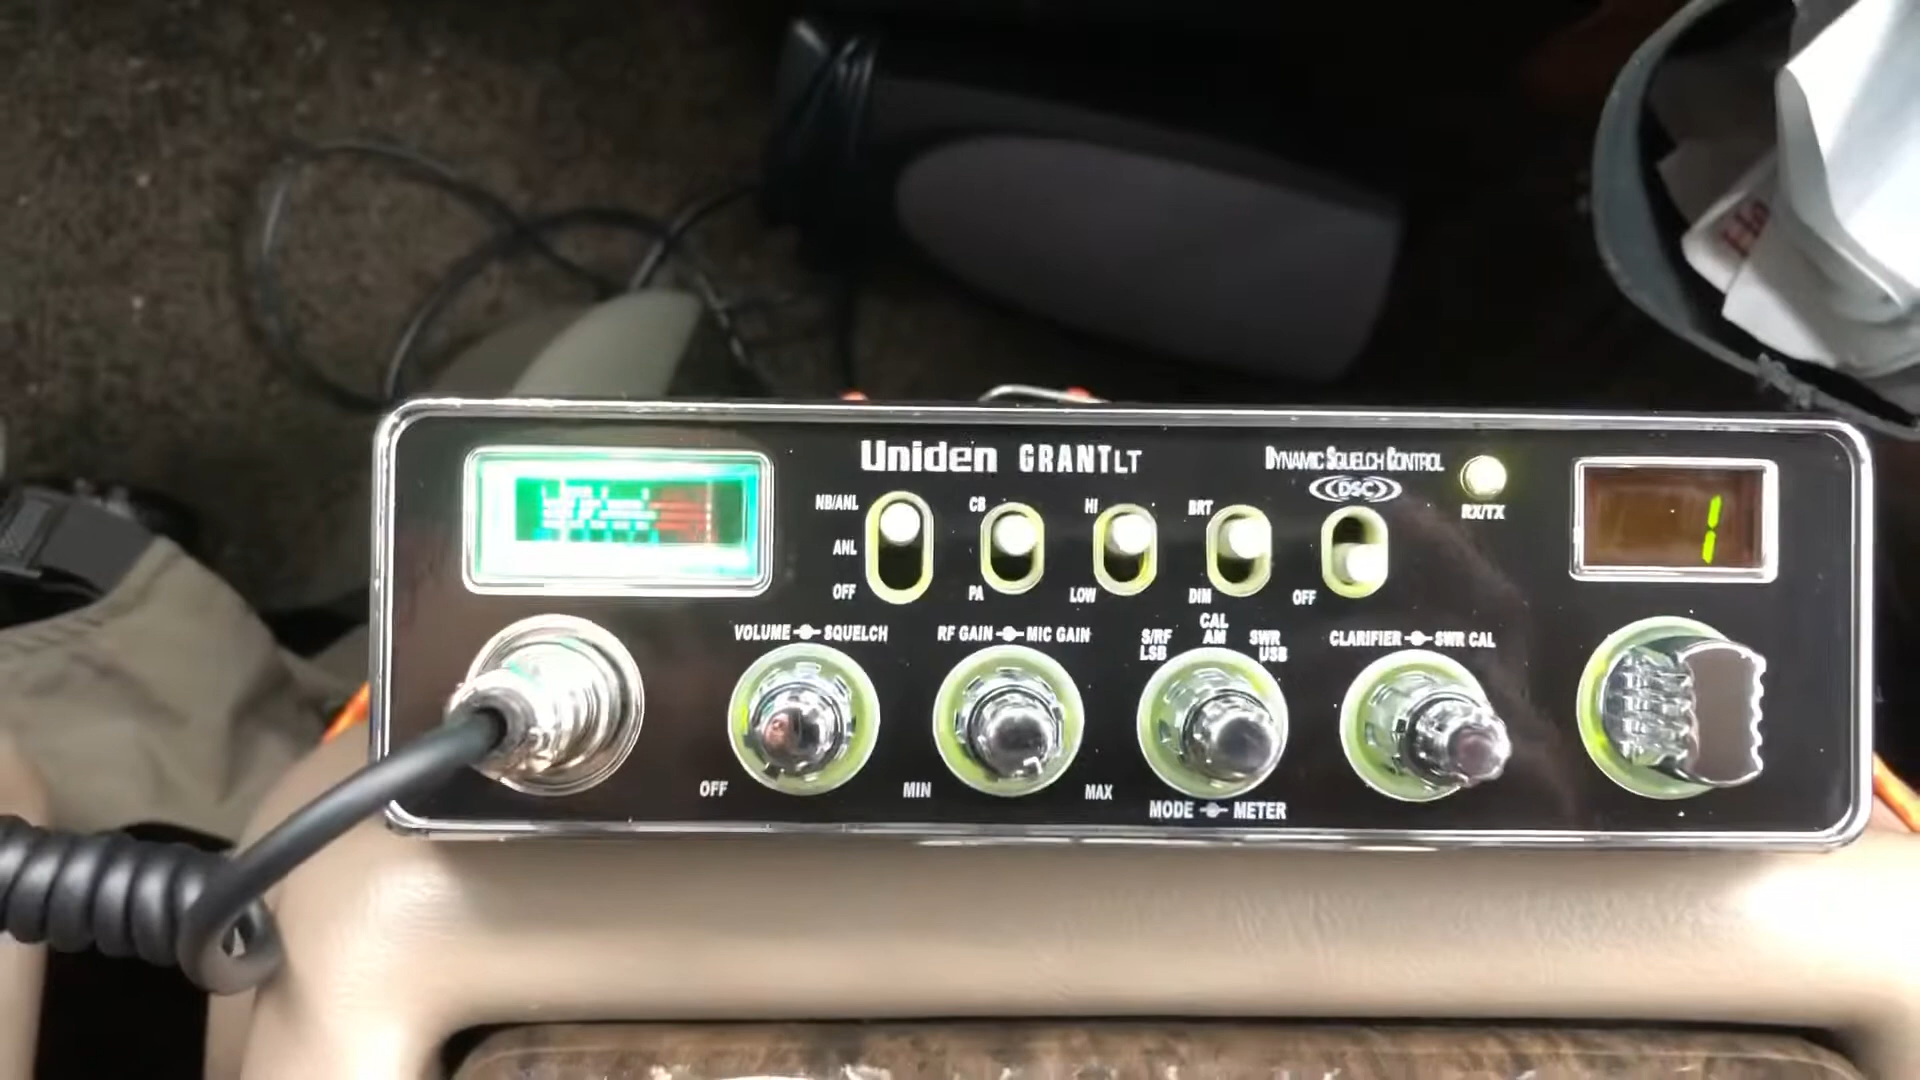 Uniden GRANT LT
DYNAMIC SQUELCH CONTROL
DSC
RX/TX
1
NB/ANL
ANL
OFF
CB
PA
HI
LOW
BRT
DIM
OFF
VOLUME SQUELCH
OFF
RF GAIN MIC GAIN
MIN
MAX
CAL
S/RF AM SWR
LSB USB
MODE METER
CLARIFIER SWR CAL